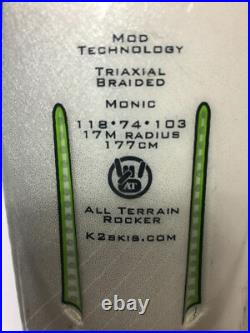 Mod
Technology
Triaxial
Braided
Monic
118*74*103
17m radius
177cm
AT
All Terrain
Rocker
K2skis.com